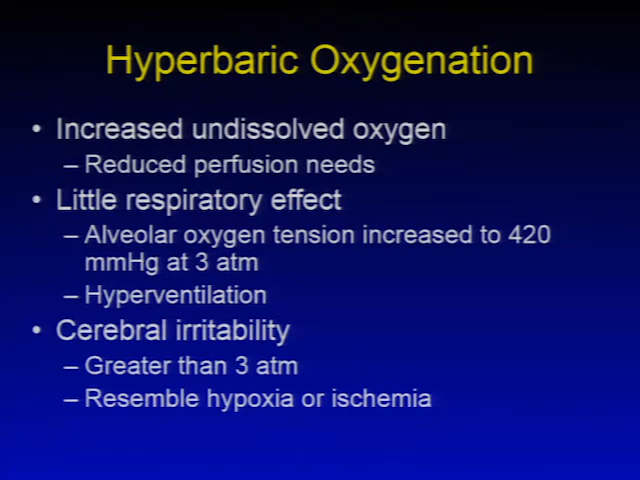 Hyperbaric Oxygenation
• Increased undissolved oxygen
– Reduced perfusion needs
• Little respiratory effect
– Alveolar oxygen tension increased to 420
mmHg at 3 atm
– Hyperventilation
• Cerebral irritability
– Greater than 3 atm
– Resemble hypoxia or ischemia